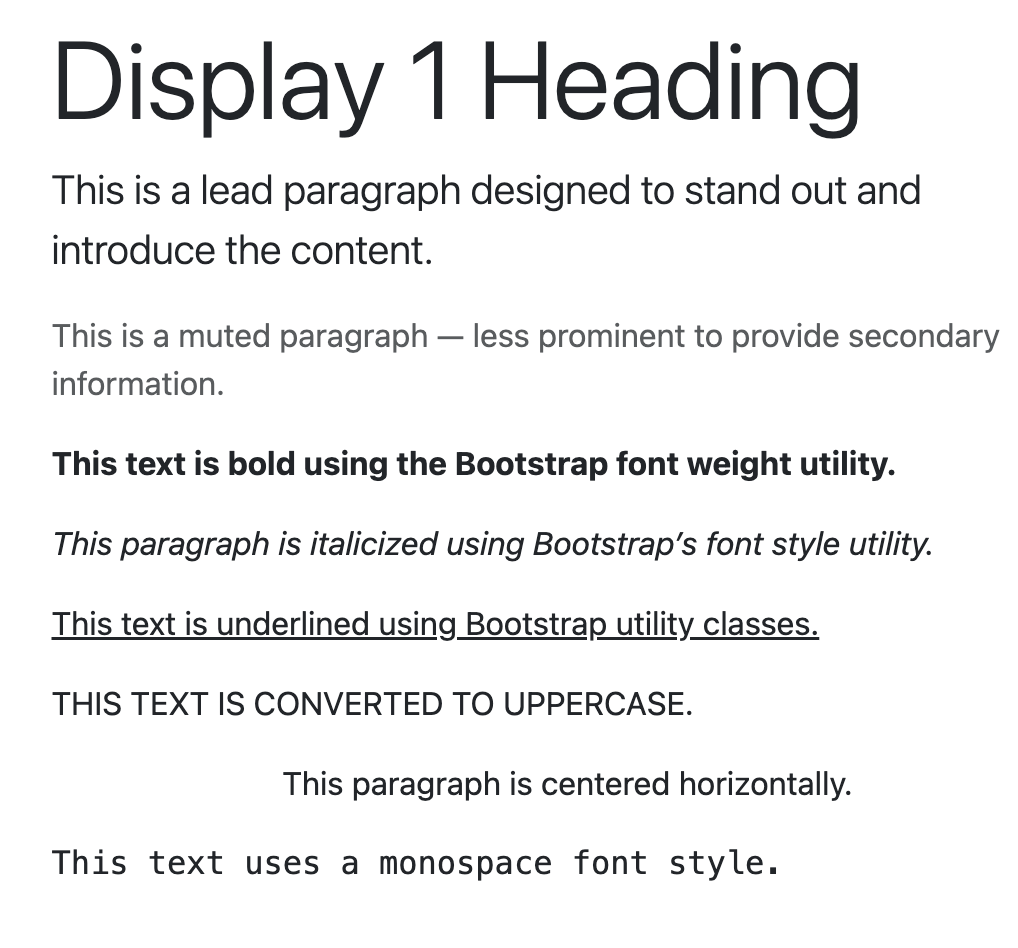 Display 1 Heading
This is a lead paragraph designed to stand out and
introduce the content.
This is a muted paragraph — less prominent to provide secondary
information.
This text is bold using the Bootstrap font weight utility.
This paragraph is italicized using Bootstrap’s font style utility.
This text is underlined using Bootstrap utility classes.
THIS TEXT IS CONVERTED TO UPPERCASE.
This paragraph is centered horizontally.
This text uses a monospace font style.